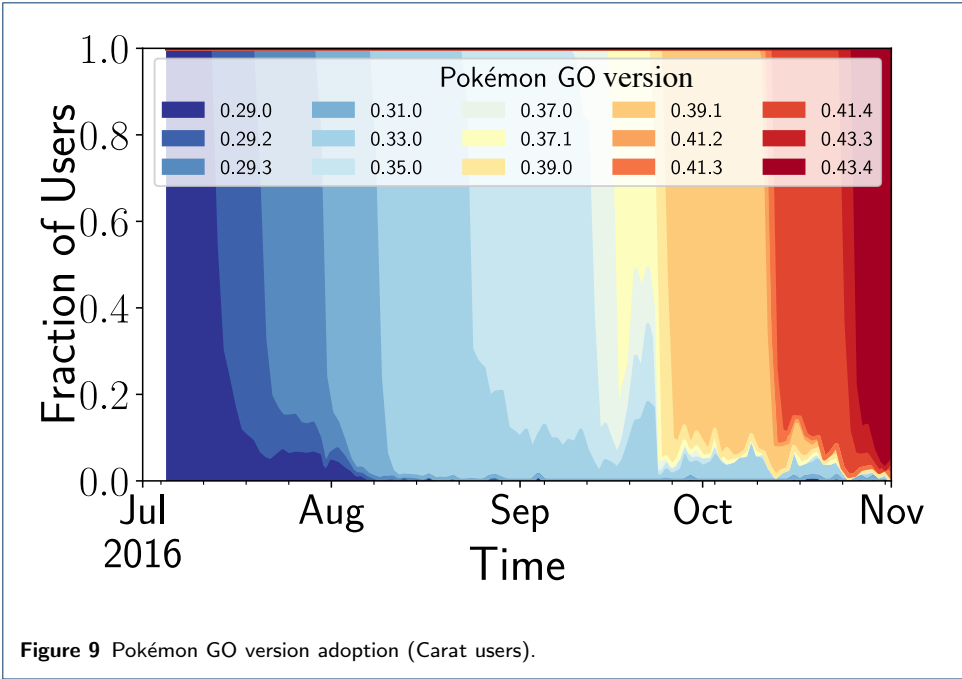 1.0
0.8
0.6
0.4
0.2
0.0
Fraction of Users
Pokémon GO version
0.29.0 0.31.0 0.37.0 0.39.1 0.41.4
0.29.2 0.33.0 0.37.1 0.41.2 0.43.3
0.29.3 0.35.0 0.39.0 0.41.3 0.43.4
Jul Aug Sep Oct Nov
2016
Time
Figure 9 Pokémon GO version adoption (Carat users).